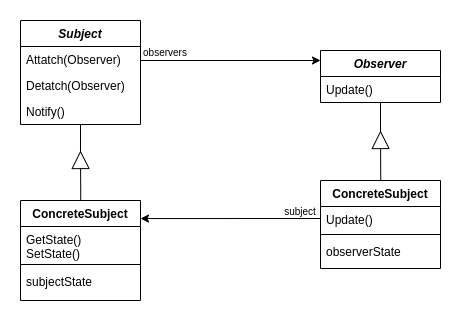 Subject
Attatch(Observer)
Detatch(Observer)
Notify()
observers
Observer
Update()
ConcreteSubject
GetState()
SetState()
subjectState
subject
ConcreteSubject
Update()
observerState